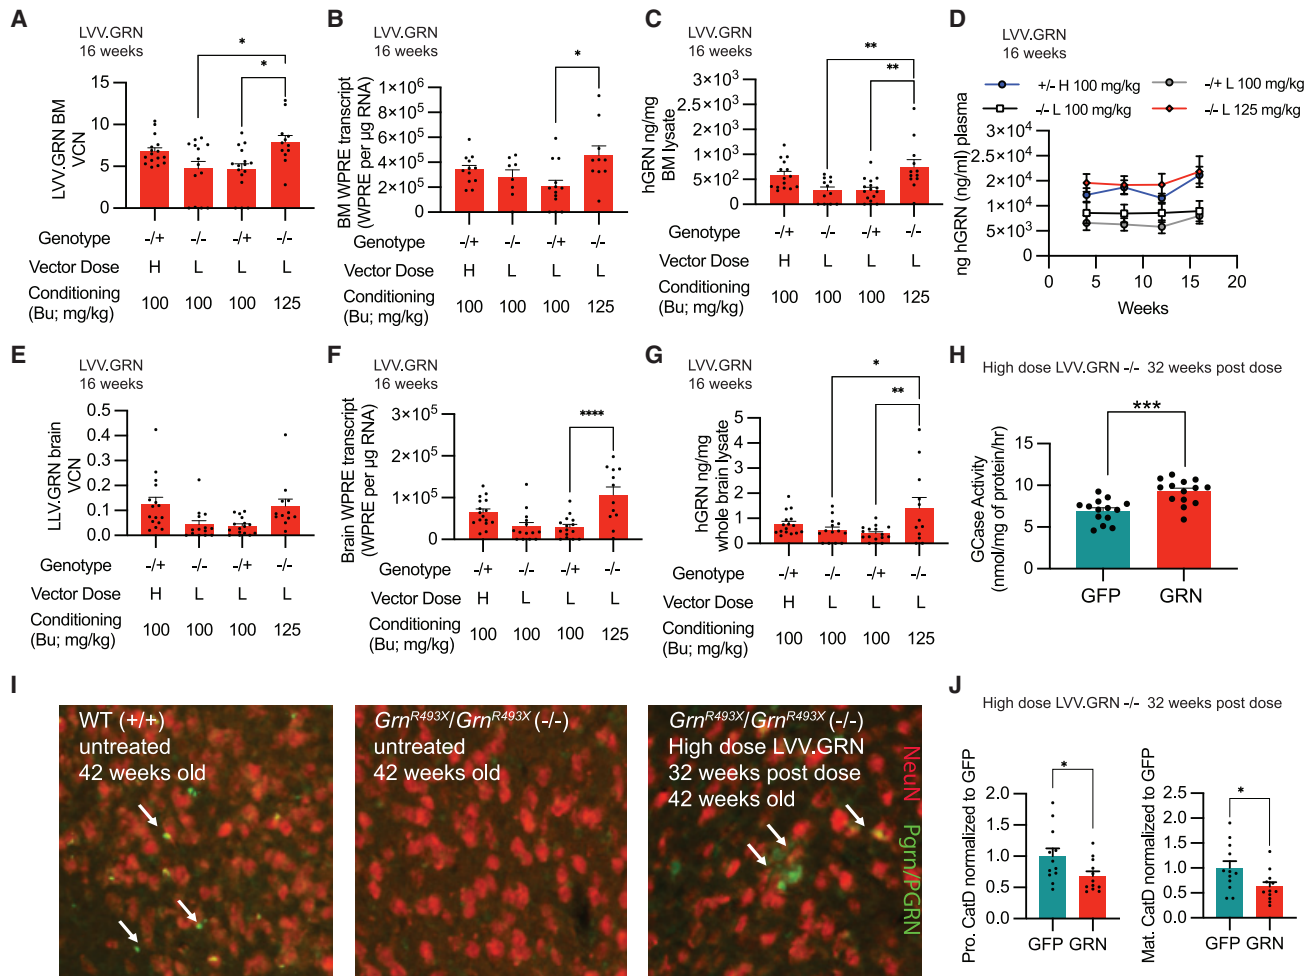 A
LVV.GRN
16 weeks
*
*
LVV.GRN BM
VCN
15
10
5
0
Genotype -/+ -/- -/+ -/-
Vector Dose H L L L
Conditioning
(Bu; mg/kg) 100 100 100 125
B
LVV.GRN
16 weeks
*
BM WPRE transcript
(WPRE per µg RNA)
1×10⁶
8×10⁵
6×10⁵
4×10⁵
2×10⁵
0
Genotype -/+ -/- -/+ -/-
Vector Dose H L L L
Conditioning
(Bu; mg/kg) 100 100 100 125
C
LVV.GRN
16 weeks
**
**
hGRN ng/mg
BM lysate
3×10³
2×10³
2×10³
1×10³
5×10²
0
Genotype -/+ -/- -/+ -/-
Vector Dose H L L L
Conditioning
(Bu; mg/kg) 100 100 100 125
D
LVV.GRN
16 weeks
+/- H 100 mg/kg
-/+ L 100 mg/kg
-/- L 100 mg/kg
-/- L 125 mg/kg
ng hGRN (ng/ml) plasma
3×10⁴
2×10⁴
2×10⁴
1×10⁴
5×10³
0
0 5 10 15 20
Weeks
E
LVV.GRN
16 weeks
LLV.GRN brain
VCN
0.5
0.4
0.3
0.2
0.1
0.0
Genotype -/+ -/- -/+ -/-
Vector Dose H L L L
Conditioning
(Bu; mg/kg) 100 100 100 125
F
LVV.GRN
16 weeks
****
Brain WPRE transcript
(WPRE per µg RNA)
3×10⁵
2×10⁵
1×10⁵
0
Genotype -/+ -/- -/+ -/-
Vector Dose H L L L
Conditioning
(Bu; mg/kg) 100 100 100 125
G
LVV.GRN
16 weeks
*
**
hGRN ng/mg
whole brain lysate
5
4
3
2
1
0
Genotype -/+ -/- -/+ -/-
Vector Dose H L L L
Conditioning
(Bu; mg/kg) 100 100 100 125
H
High dose LVV.GRN -/- 32 weeks post dose
***
GCase Activity
(nmol/mg of protein/hr)
15
10
5
0
GFP GRN
I
WT (+/+)
untreated
42 weeks old
Grn^R493X/Grn^R493X (-/-)
untreated
42 weeks old
Grn^R493X/Grn^R493X (-/-)
High dose LVV.GRN
32 weeks post dose
42 weeks old
NeuN
Pgrn/PGRN
J
High dose LVV.GRN -/- 32 weeks post dose
*
Pro. CatD normalized to GFP
2.0
1.5
1.0
0.5
0.0
GFP GRN
*
Mat. CatD normalized to GFP
2.5
2.0
1.5
1.0
0.5
0.0
GFP GRN